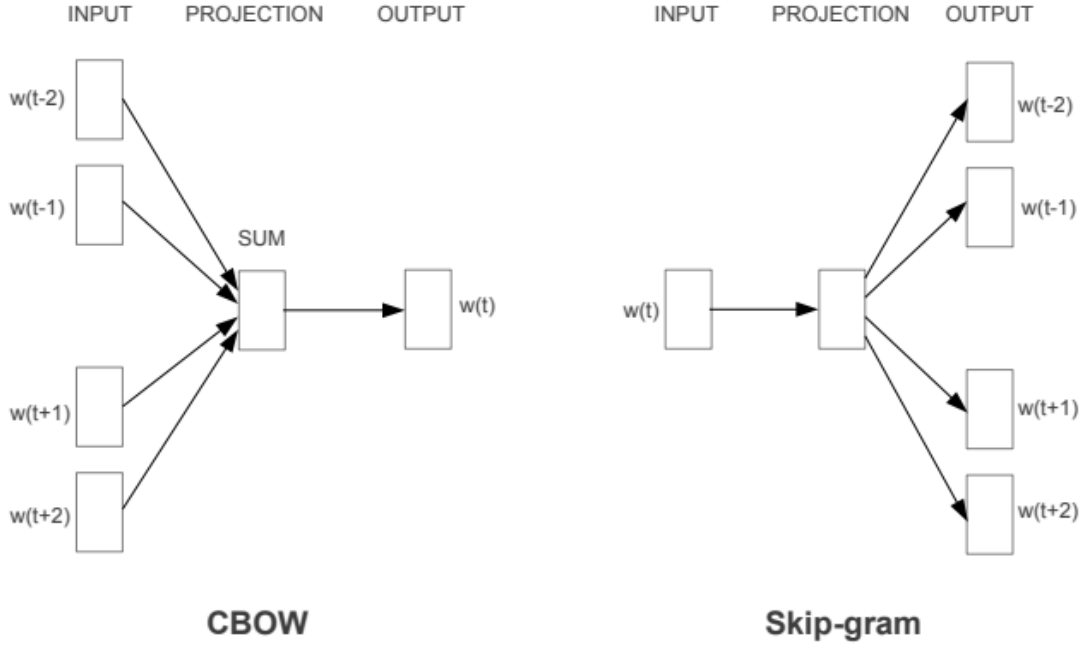 INPUT PROJECTION OUTPUT
w(t-2)
w(t-1)
SUM
w(t)
w(t+1)
w(t+2)
CBOW
INPUT PROJECTION OUTPUT
w(t-2)
w(t-1)
w(t)
w(t+1)
w(t+2)
Skip-gram